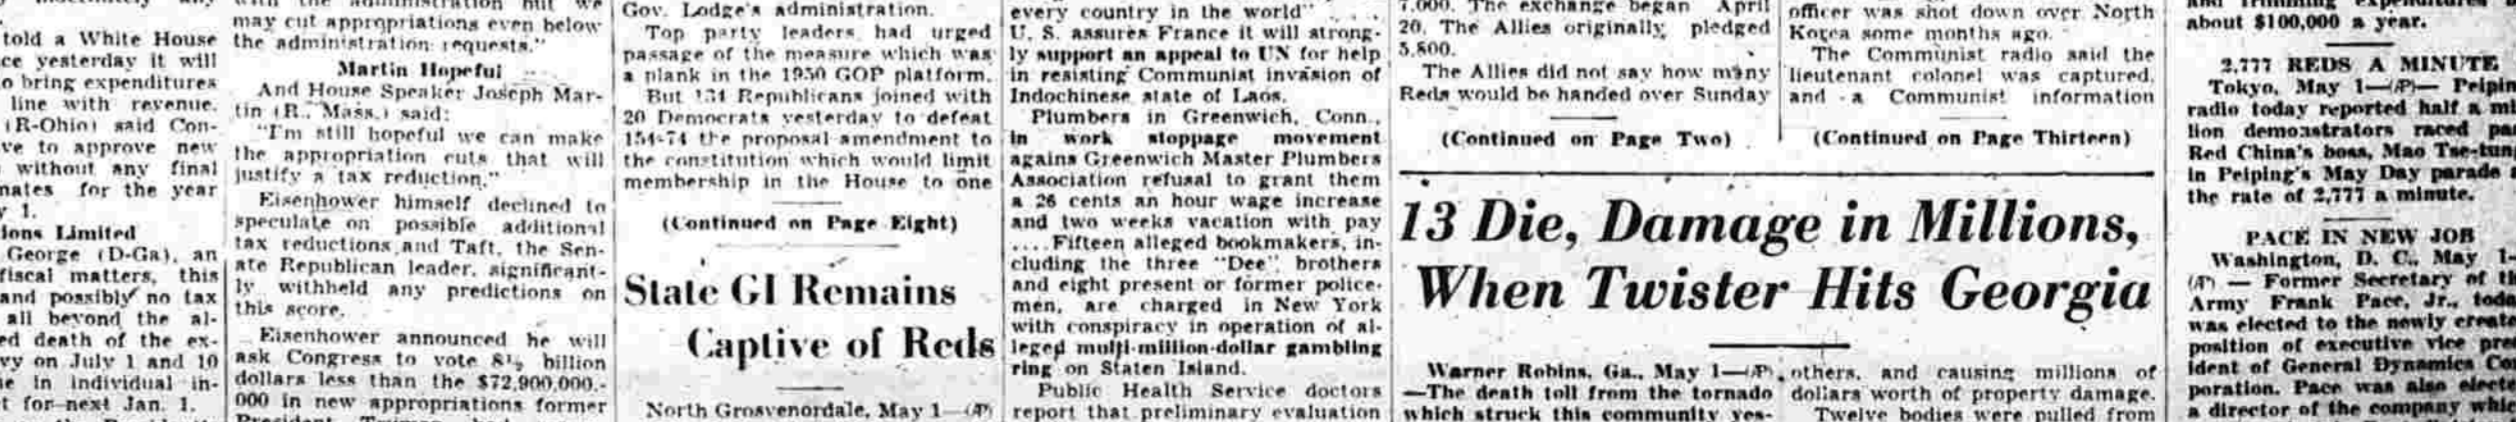 told a White House
ce yesterday it will
o bring expenditures
line with revenue.
(R-Ohio) said Con-
ve to approve new
without any final
nates for the year
y 1.
ions Limited
George (D-Ga), an
fiscal matters, this
and possibly no tax
all beyond the al-
ed death of the ex-
vy on July 1 and 10
se in individual in-
t for next Jan. 1.
with the administration but we
may cut appropriations even below
the administration requests."
Martin Hopeful
And House Speaker Joseph Mar-
tin (R., Mass.) said:
"I'm still hopeful we can make
the appropriation cuts that will
justify a tax reduction."
Eisenhower himself declined to
speculate on possible additional
tax reductions and Taft, the Sen-
ate Republican leader, significant-
ly withheld any predictions on
this score.
Eisenhower announced he will
ask Congress to vote 8½ billion
dollars less than the $72,900,000,-
000 in new appropriations former
Gov. Lodge's administration.
Top party leaders had urged
passage of the measure which was
a plank in the 1950 GOP platform.
But 134 Republicans joined with
20 Democrats yesterday to defeat
154-74 the proposal amendment to
the constitution which would limit
membership in the House to one
(Continued on Page Eight)
State GI Remains
Captive of Reds
North Grosvenordale, May 1—(AP)
every country in the world" ....
U. S. assures France it will strong-
ly support an appeal to UN for help
in resisting Communist invasion of
Indochinese state of Laos.
Plumbers in Greenwich, Conn.,
in work stoppage movement
agains Greenwich Master Plumbers
Association refusal to grant them
a 26 cents an hour wage increase
and two weeks vacation with pay
....Fifteen alleged bookmakers, in-
cluding the three "Dee" brothers
and eight present or former police-
men, are charged in New York
with conspiracy in operation of al-
leged multi-million-dollar gambling
ring on Staten Island.
Public Health Service doctors
report that preliminary evaluation
7,000. The exchange began April
20. The Allies originally pledged
5,800.
The Allies did not say how many
Reds would be handed over Sunday
(Continued on Page Two)
officer was shot down over North
Korea some months ago.
The Communist radio said the
lieutenant colonel was captured,
and a Communist information
(Continued on Page Thirteen)
13 Die, Damage in Millions,
When Twister Hits Georgia
Warner Robins, Ga., May 1—(AP)
—The death toll from the tornado
which struck this community yes-
others, and causing millions of
dollars worth of property damage.
Twelve bodies were pulled from
about $100,000 a year.
2,777 REDS A MINUTE
Tokyo, May 1—(AP)— Peipin
radio today reported half a mi
lion demonstrators raced pa
Red China's boss, Mao Tse-tung
in Peiping's May Day parade a
the rate of 2,777 a minute.
PACE IN NEW JOB
Washington, D. C., May 1—
(AP) — Former Secretary of th
Army Frank Pace, Jr., toda
was elected to the newly create
position of executive vice pres
ident of General Dynamics Co
poration. Pace was also electe
a director of the company whic